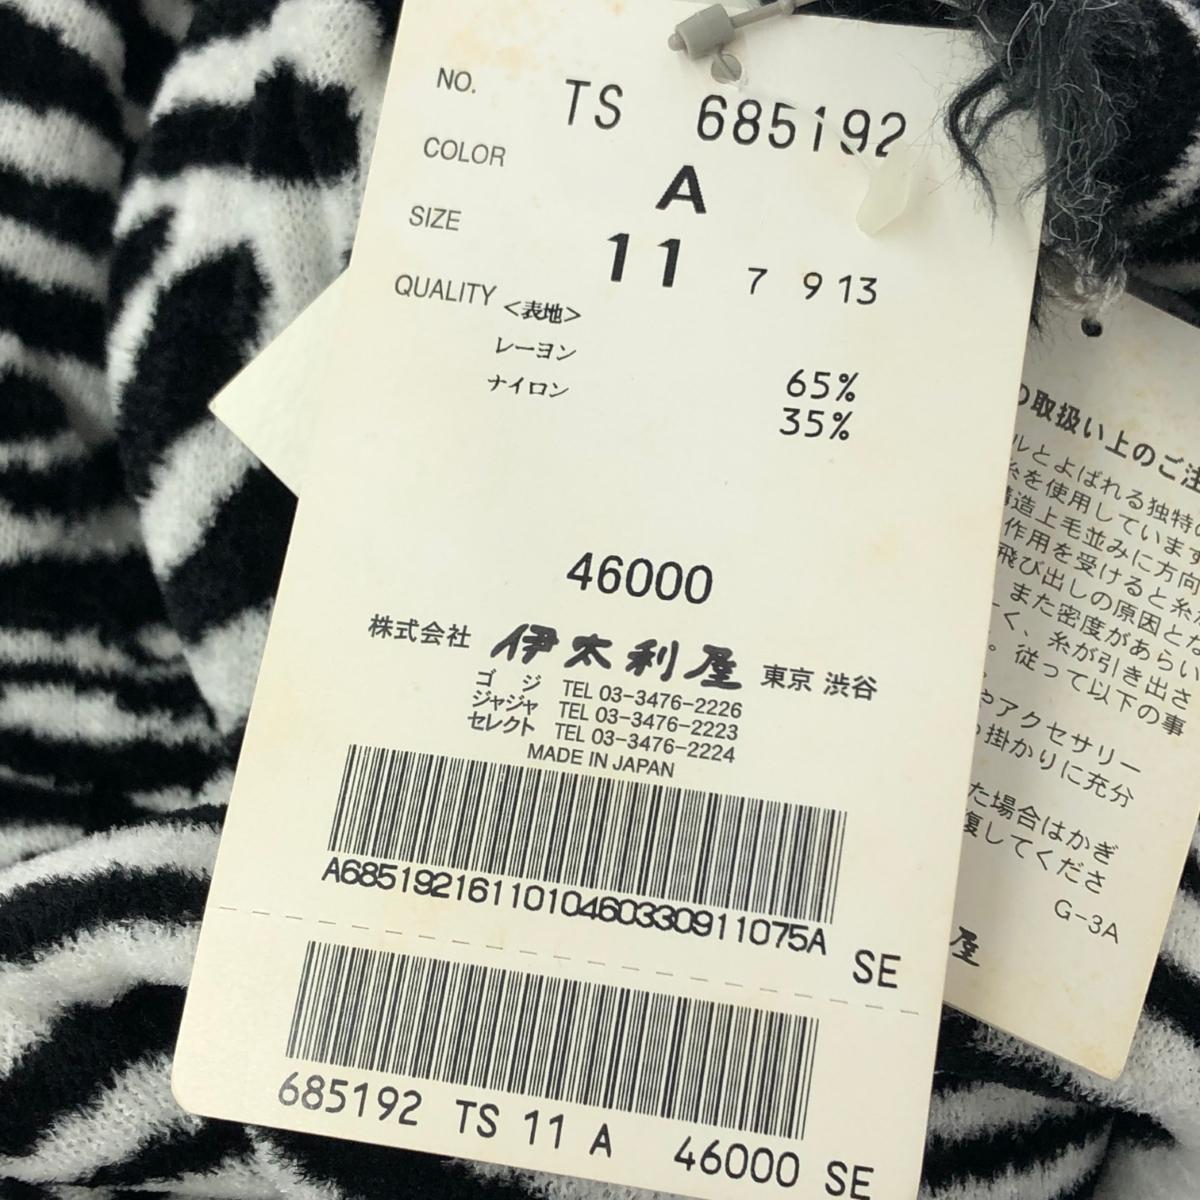 NO. TS 685192
COLOR A
SIZE 11 7 9 13
QUALITY <表地>
レーヨン 65%
ナイロン 35%
46000
株式会社 伊太利屋 東京 渋谷
ゴジ TEL 03-3476-2226
ジャジャ TEL 03-3476-2223
セレクト TEL 03-3476-2224
MADE IN JAPAN
A685192161101046033091 1075A SE
685192 TS 11 A 46000 SE
の取扱い上のご注
ルとよばれる独特の
糸を使用しています
構造上毛並みに方向
作用を受けると糸が
飛び出しの原因とな
また密度があらい
く、糸が引き出さ
。従って以下の事
やアクセサリー
掛かりに充分
た場合はかぎ
復してくださ
G-3A
屋